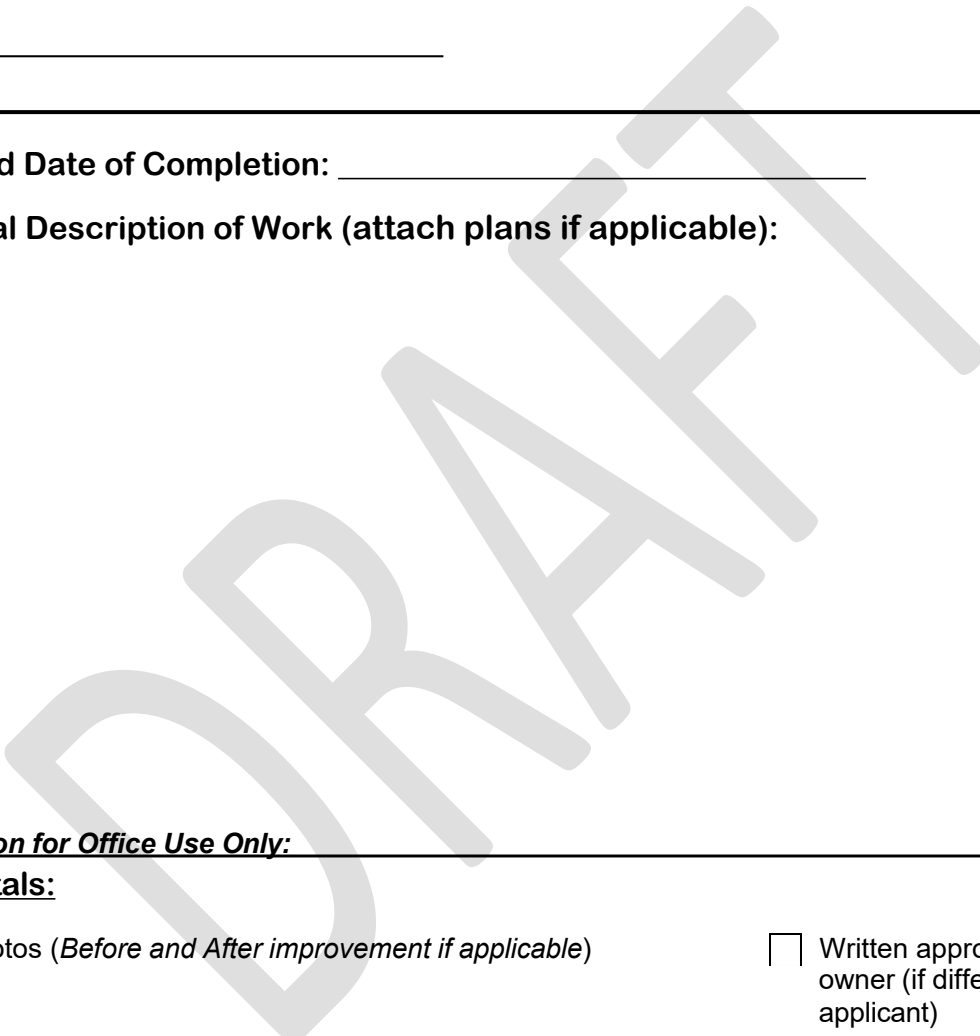 d Date of Completion:
al Description of Work (attach plans if applicable):
on for Office Use Only:
tals:
otos (Before and After improvement if applicable)
Written appro
owner (if diffe
applicant)
DRAFT